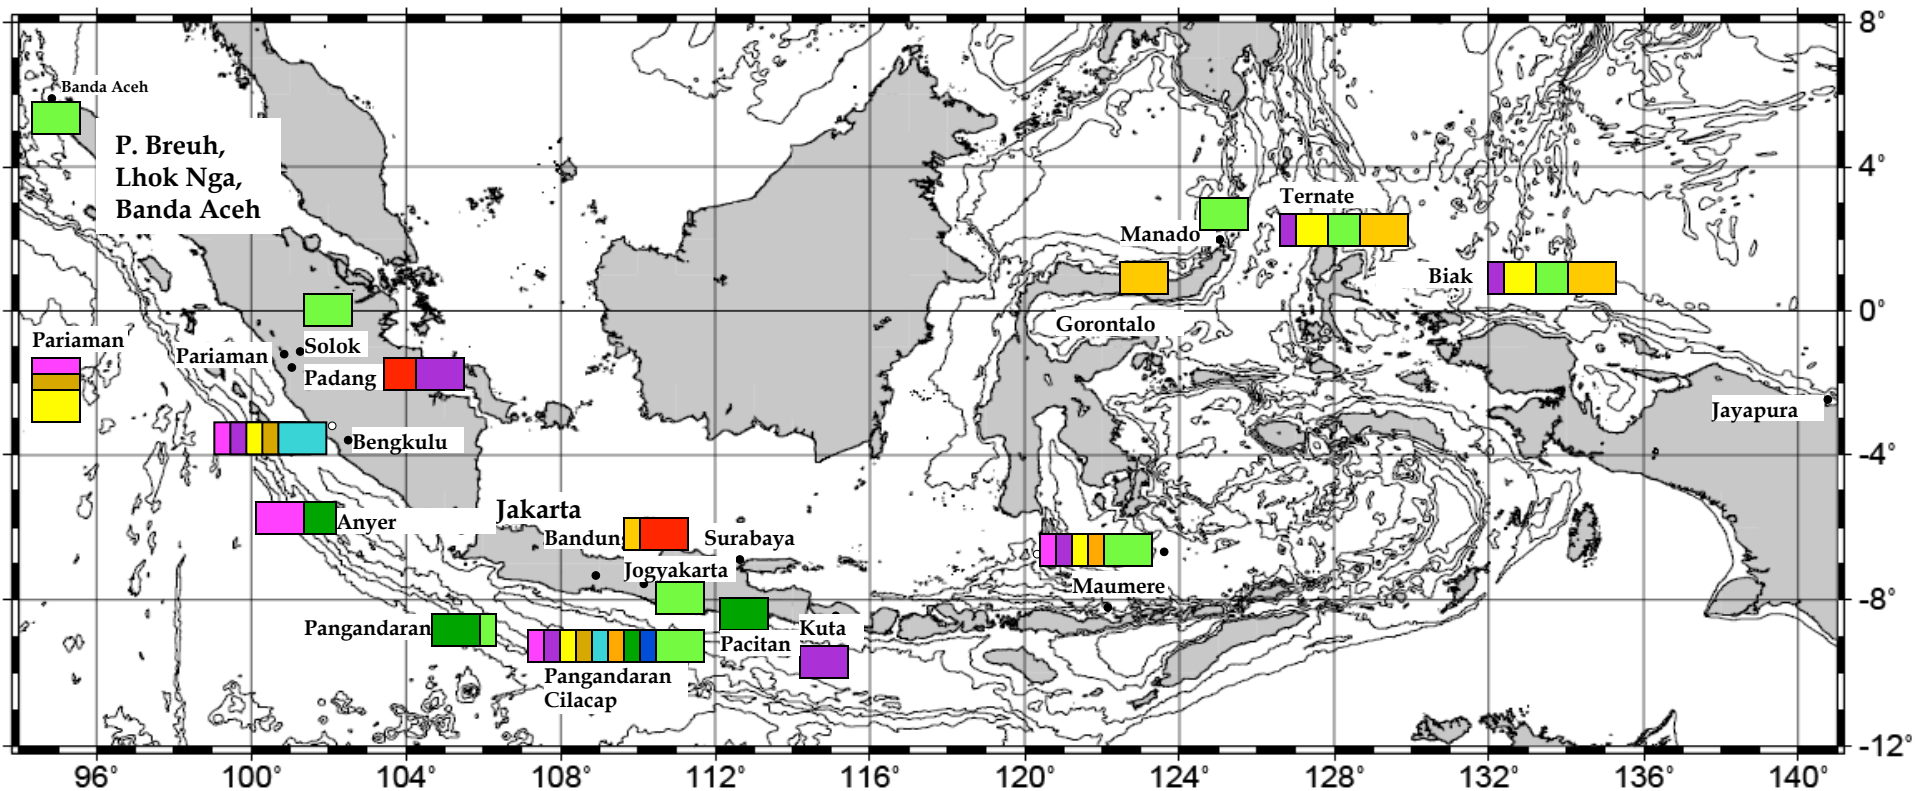 8°
Banda Aceh
P. Breuh,
Lhok Nga,
Banda Aceh
4°
Ternate
Manado
Biak
0°
Gorontalo
Pariaman
Pariaman
Solok
Padang
Jayapura
Bengkulu
-4°
Jakarta
Anyer
Bandun
Surabaya
Jogyakarta
Maumere
-8°
Pangandaran
Kuta
Pacitan
Pangandaran
Cilacap
-12°
96° 100° 104° 108° 112° 116° 120° 124° 128° 132° 136° 140°